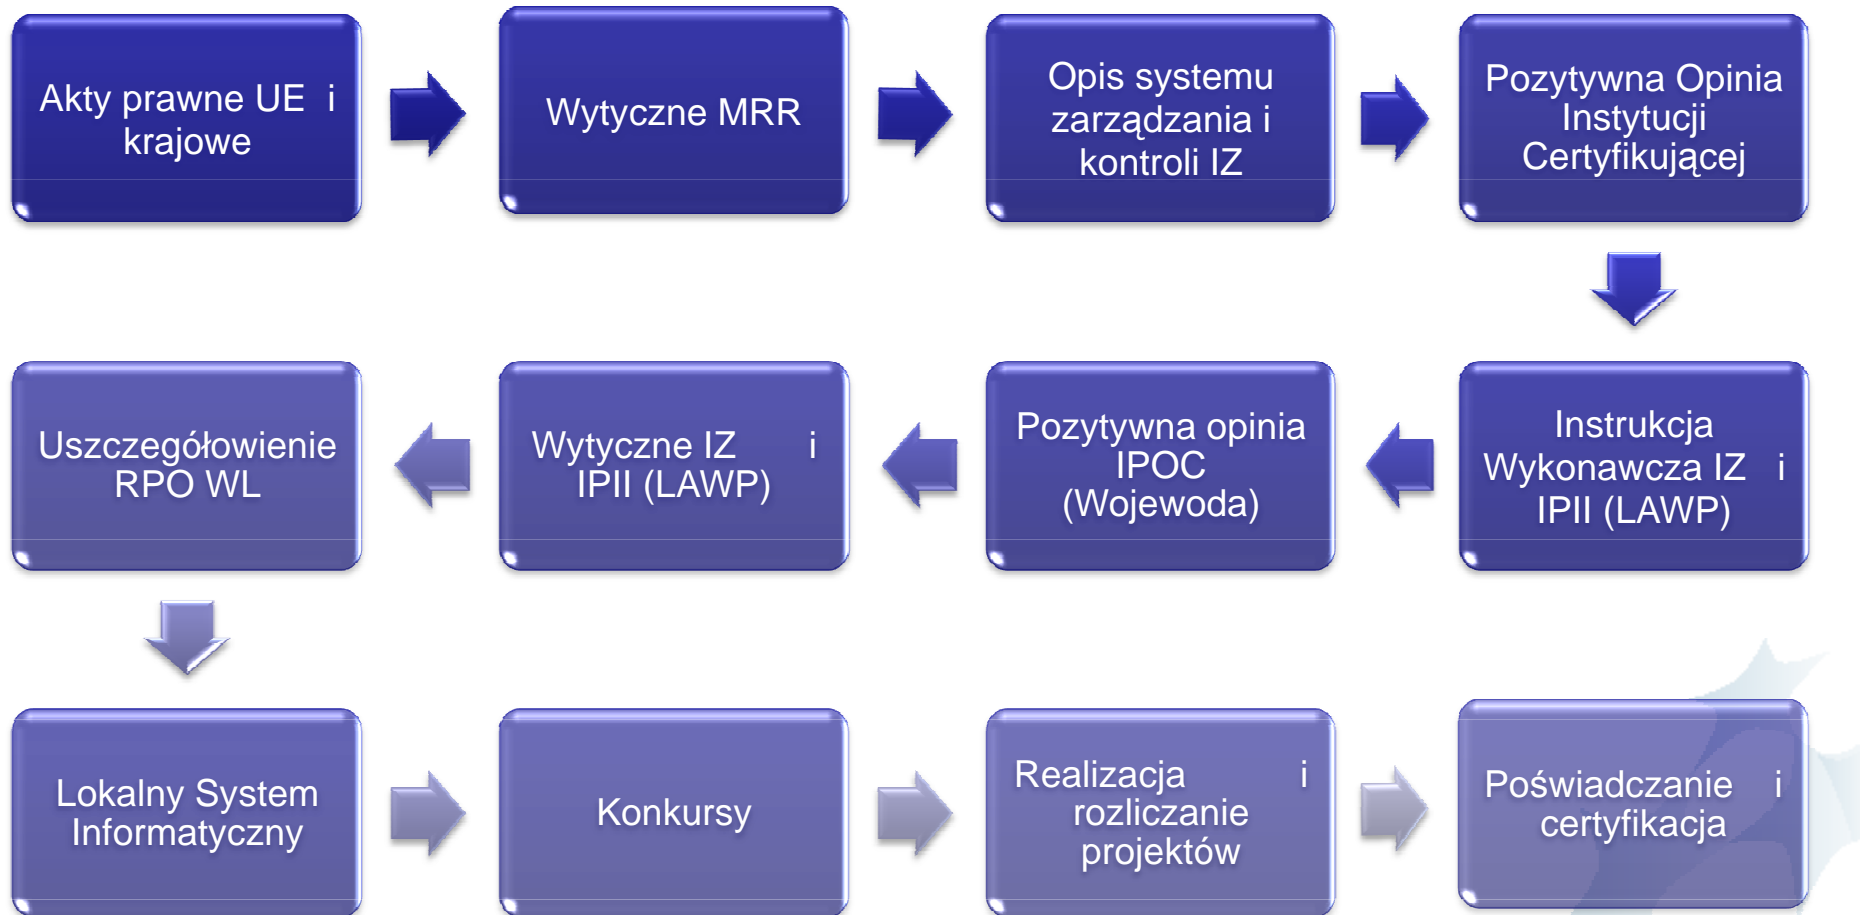 Akty prawne UE i
krajowe
Wytyczne MRR
Opis systemu
zarządzania i
kontroli IZ
Pozytywna Opinia
Instytucji
Certyfikującej
Instrukcja
Wykonawcza IZ i
IPII (LAWP)
Pozytywna opinia
IPOC
(Wojewoda)
Wytyczne IZ i
IPII (LAWP)
Uszczegółowienie
RPO WL
Lokalny System
Informatyczny
Konkursy
Realizacja i
rozliczanie
projektów
Poświadczanie i
certyfikacja